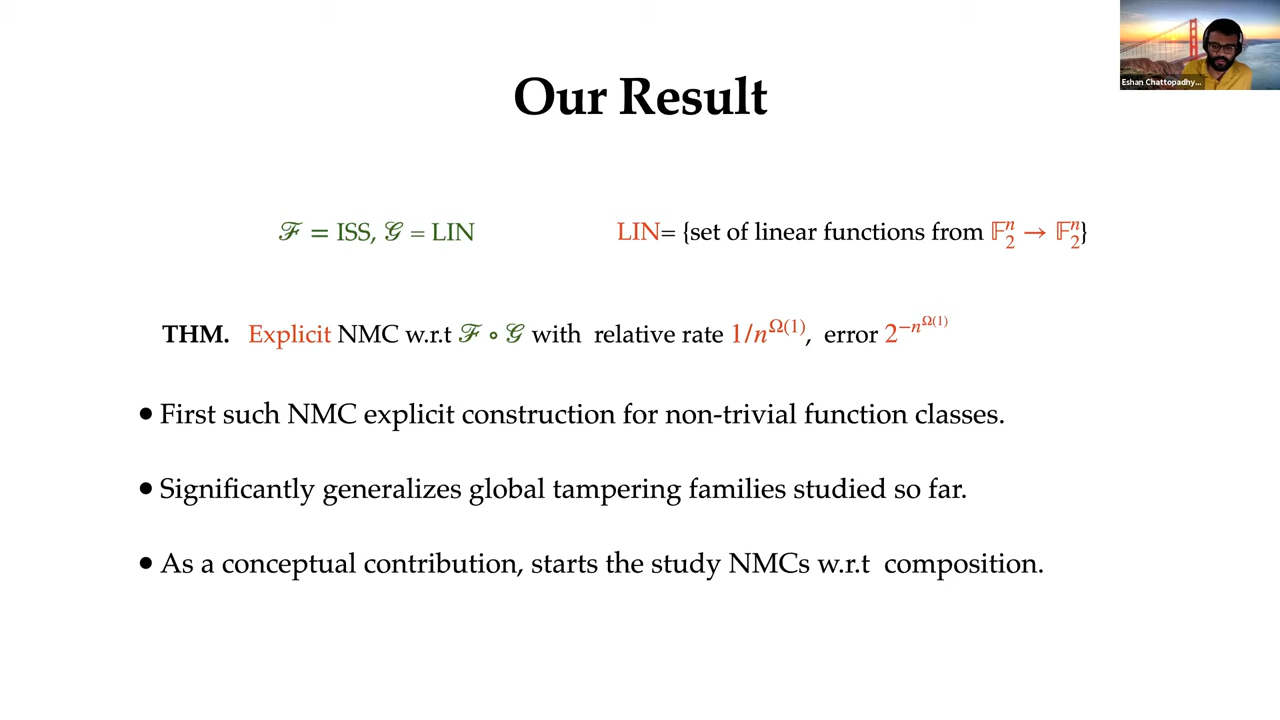 Eshan Chattopadhy...
Our Result
ℱ = ISS, 𝒢 = LIN
LIN= {set of linear functions from 𝔽₂ⁿ → 𝔽₂ⁿ}
THM. Explicit NMC w.r.t ℱ ∘ 𝒢 with relative rate 1/n^{Ω(1)}, error 2^{−n^{Ω(1)}}
• First such NMC explicit construction for non-trivial function classes.
• Significantly generalizes global tampering families studied so far.
• As a conceptual contribution, starts the study NMCs w.r.t composition.